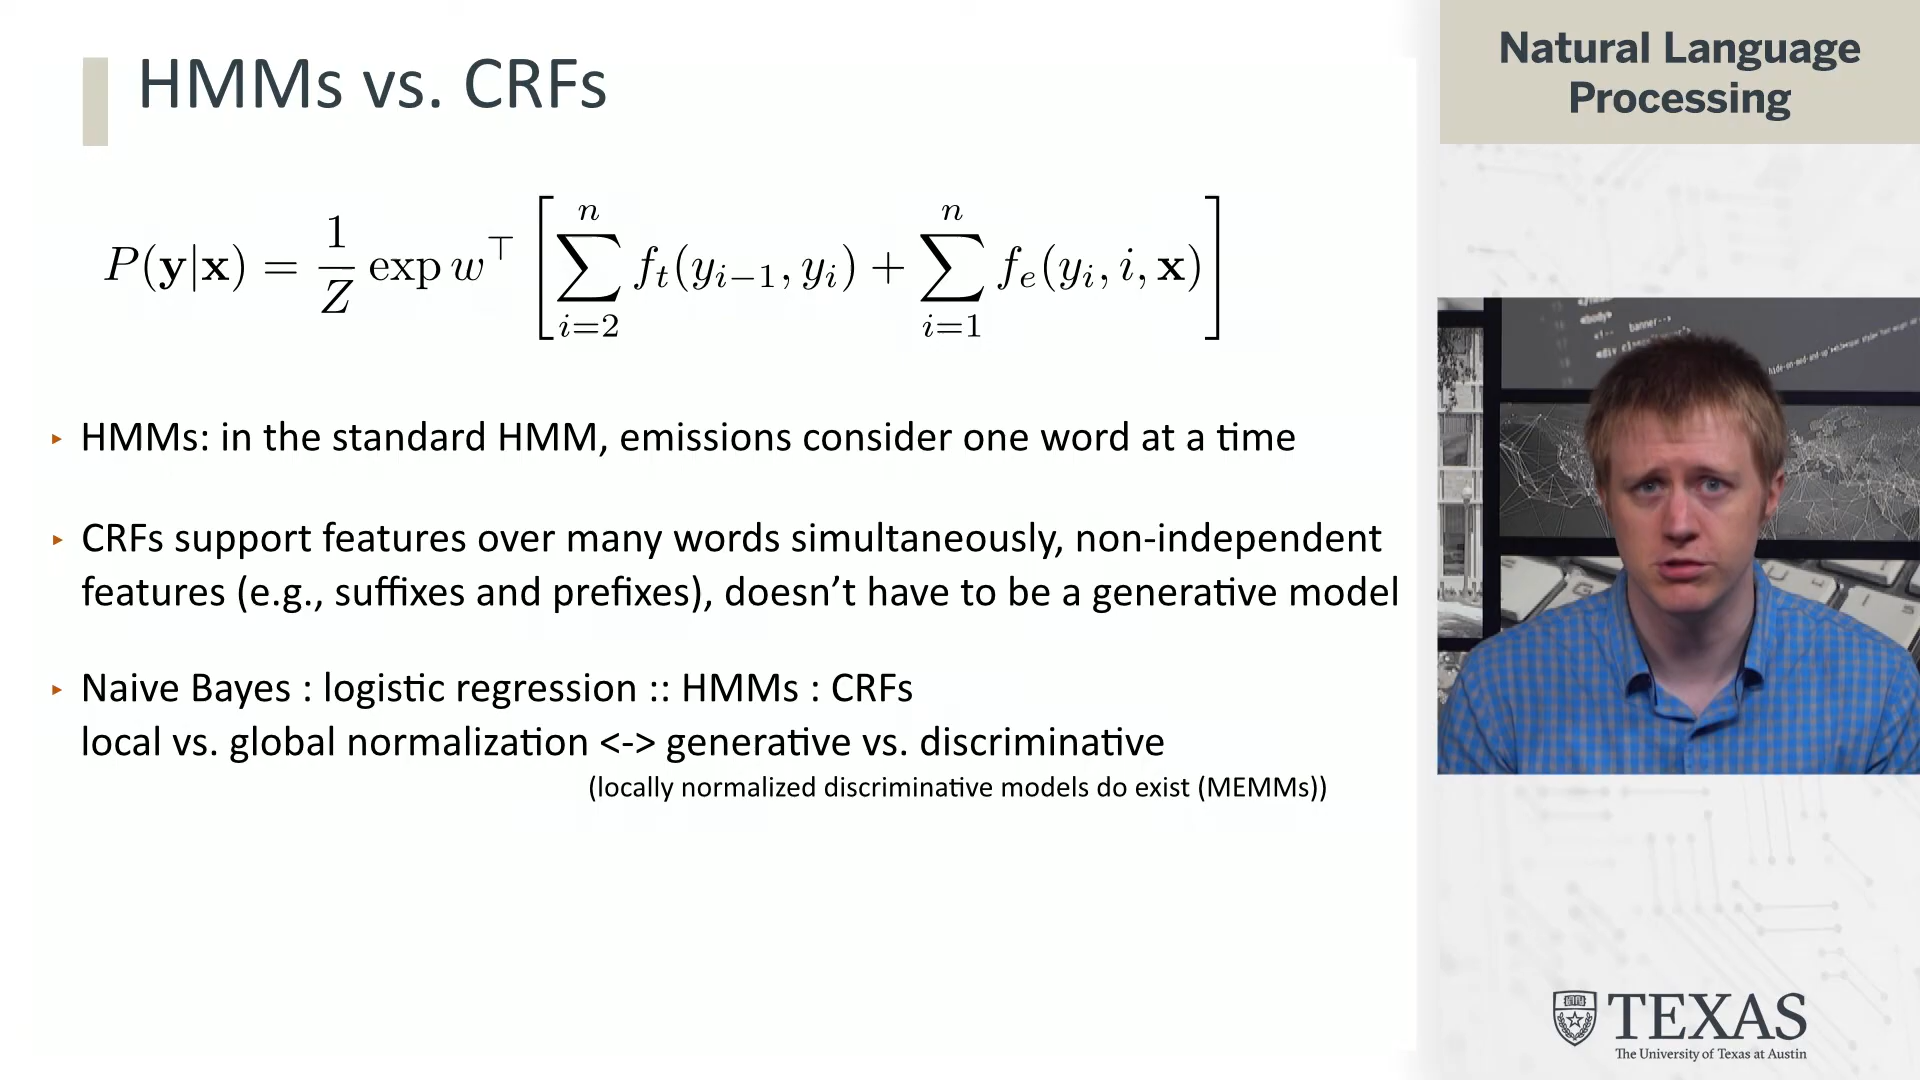 HMMs vs. CRFs
Natural Language
Processing
P(y|x) = 1/Z exp w^⊤ [ ∑_{i=2}^{n} f_t(y_{i−1}, y_i) + ∑_{i=1}^{n} f_e(y_i, i, x) ]
‣ HMMs: in the standard HMM, emissions consider one word at a time
‣ CRFs support features over many words simultaneously, non-independent
features (e.g., suffixes and prefixes), doesn’t have to be a generative model
‣ Naive Bayes : logistic regression :: HMMs : CRFs
local vs. global normalization <-> generative vs. discriminative
(locally normalized discriminative models do exist (MEMMs))
banner-->
TEXAS
The University of Texas at Austin